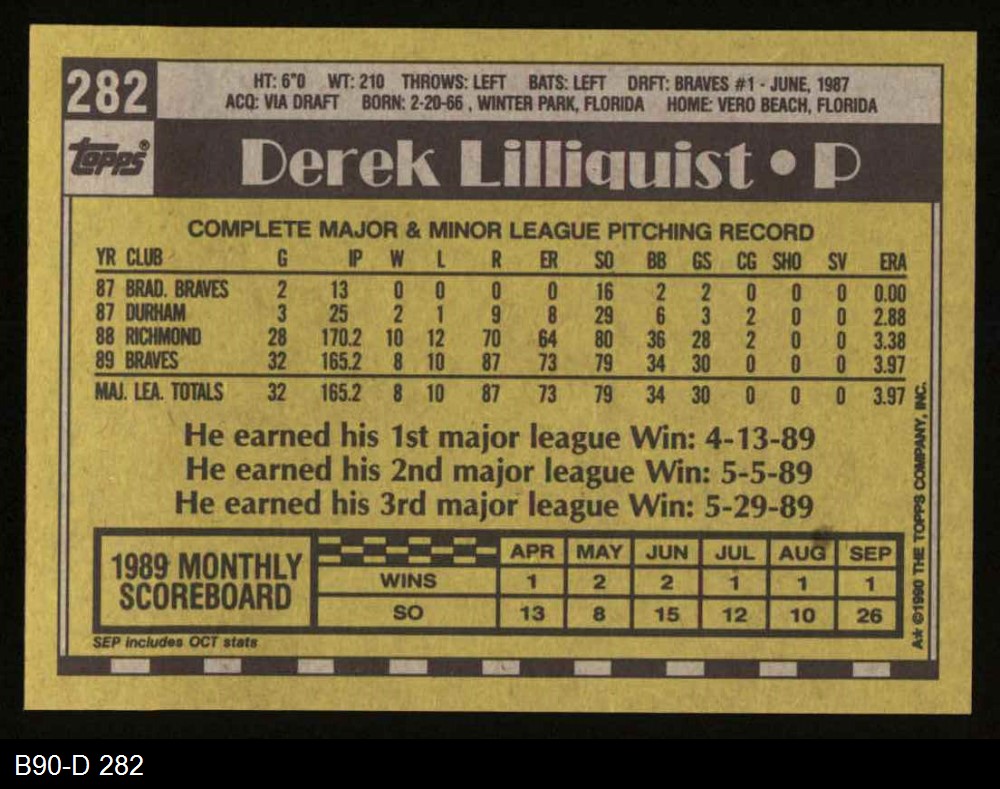 282
HT: 6"0 WT: 210 THROWS: LEFT BATS: LEFT DRFT: BRAVES #1 - JUNE, 1987
ACQ: VIA DRAFT BORN: 2-20-66 , WINTER PARK, FLORIDA HOME: VERO BEACH, FLORIDA
topps®
Derek Lilliquist • P
COMPLETE MAJOR & MINOR LEAGUE PITCHING RECORD
YR CLUB G IP W L R ER SO BB GS CG SHO SV ERA
87 BRAD. BRAVES 2 13 0 0 0 0 16 2 2 0 0 0 0.00
87 DURHAM 3 25 2 1 9 8 29 6 3 2 0 0 2.88
88 RICHMOND 28 170.2 10 12 70 64 80 36 28 2 0 0 3.38
89 BRAVES 32 165.2 8 10 87 73 79 34 30 0 0 0 3.97
MAJ. LEA. TOTALS 32 165.2 8 10 87 73 79 34 30 0 0 0 3.97
He earned his 1st major league Win: 4-13-89
He earned his 2nd major league Win: 5-5-89
He earned his 3rd major league Win: 5-29-89
1989 MONTHLY
SCOREBOARD
APR MAY JUN JUL AUG SEP
WINS 1 2 2 1 1 1
SO 13 8 15 12 10 26
SEP includes OCT stats
A* ©1990 THE TOPPS COMPANY, INC.
B90-D 282